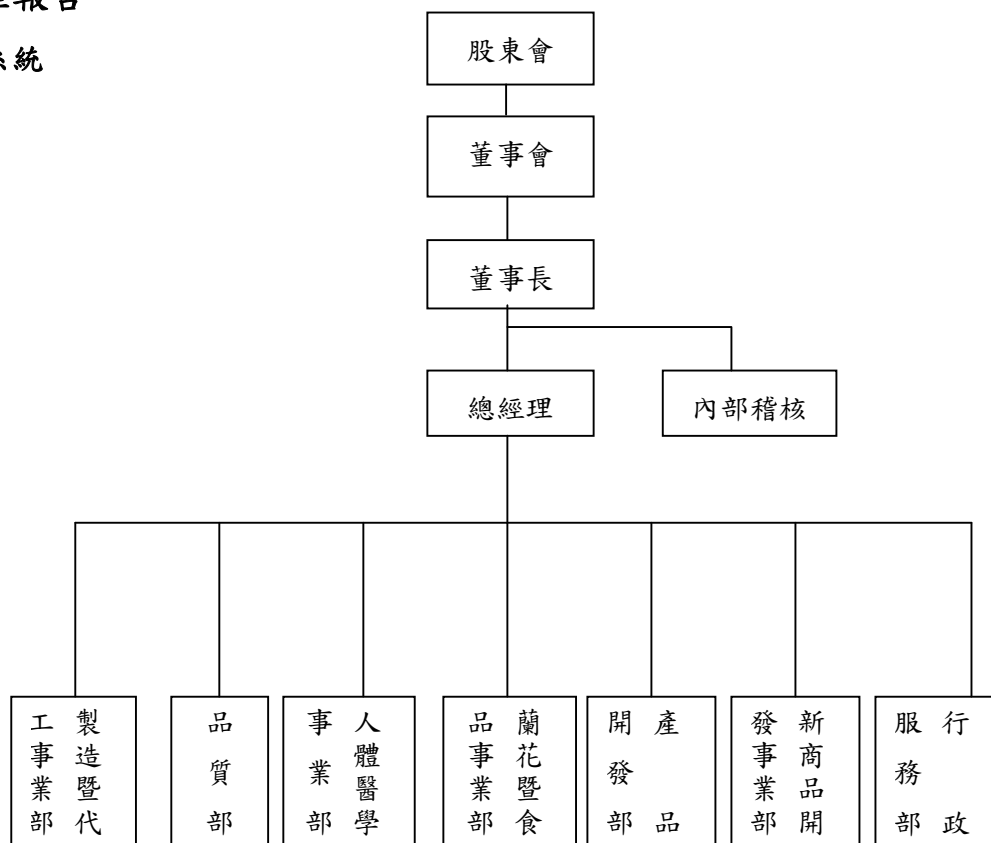 報告
統
股東會
董事會
董事長
總經理
內部稽核
製造暨代
工事業部
品質部
人體醫學
事業部
蘭花暨食
品事業部
產品
開發部
新商品開
發事業部
行政
服務部